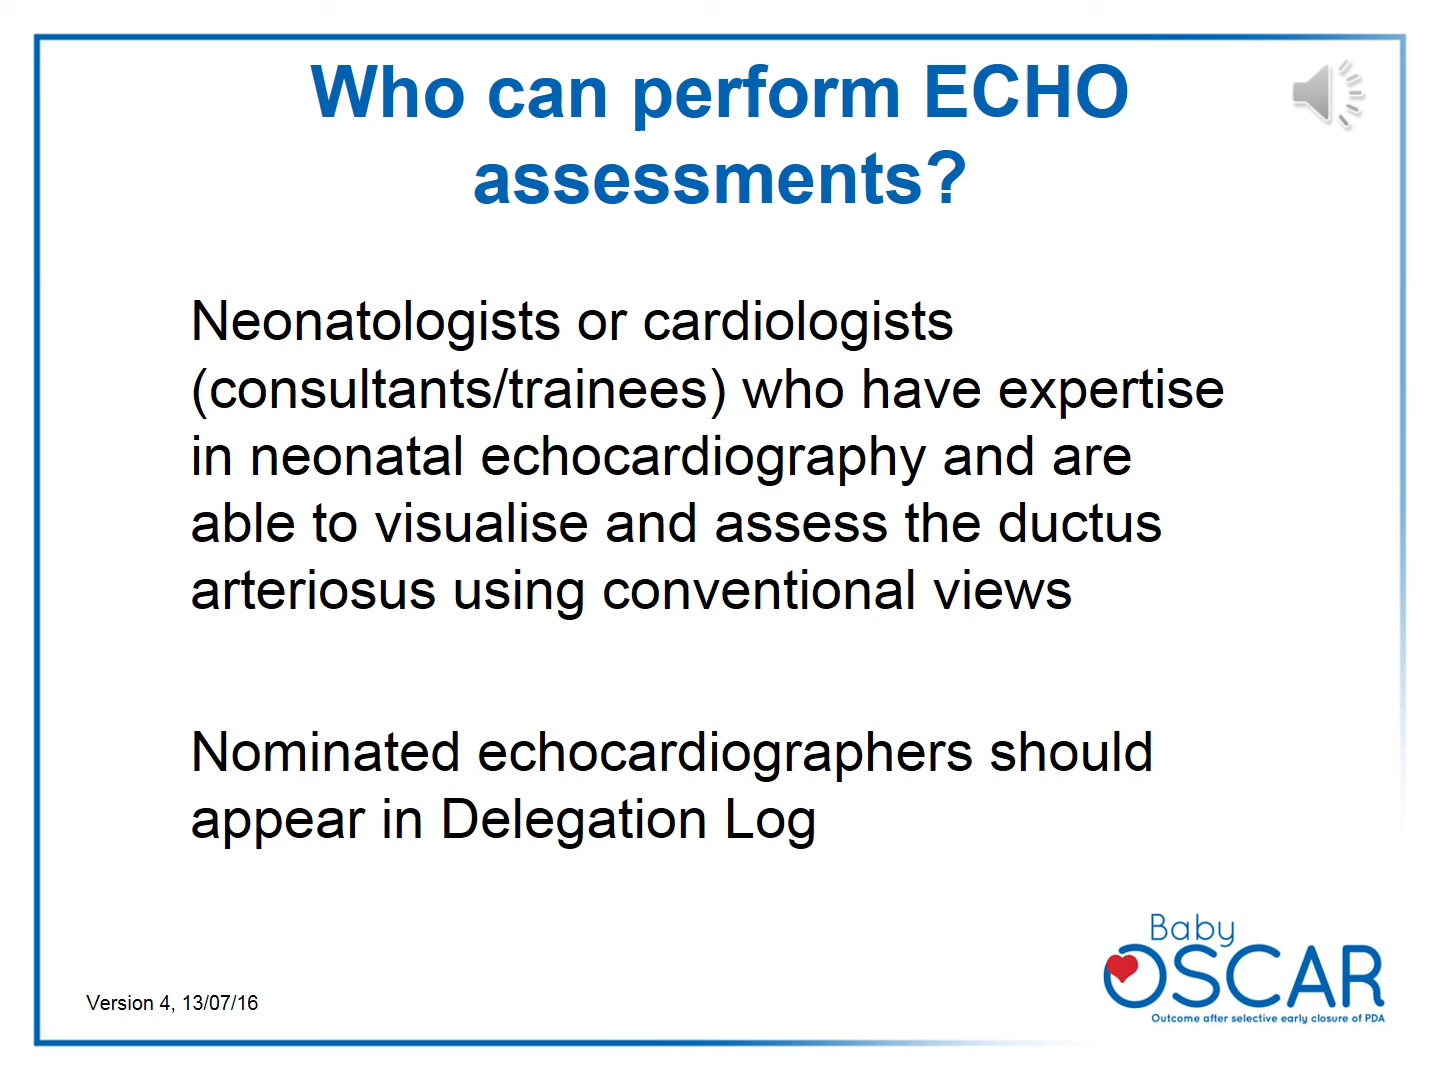 Who can perform ECHO
assessments?
Neonatologists or cardiologists
(consultants/trainees) who have expertise
in neonatal echocardiography and are
able to visualise and assess the ductus
arteriosus using conventional views
Nominated echocardiographers should
appear in Delegation Log
Baby
OSCAR
Outcome after selective early closure of PDA
Version 4, 13/07/16